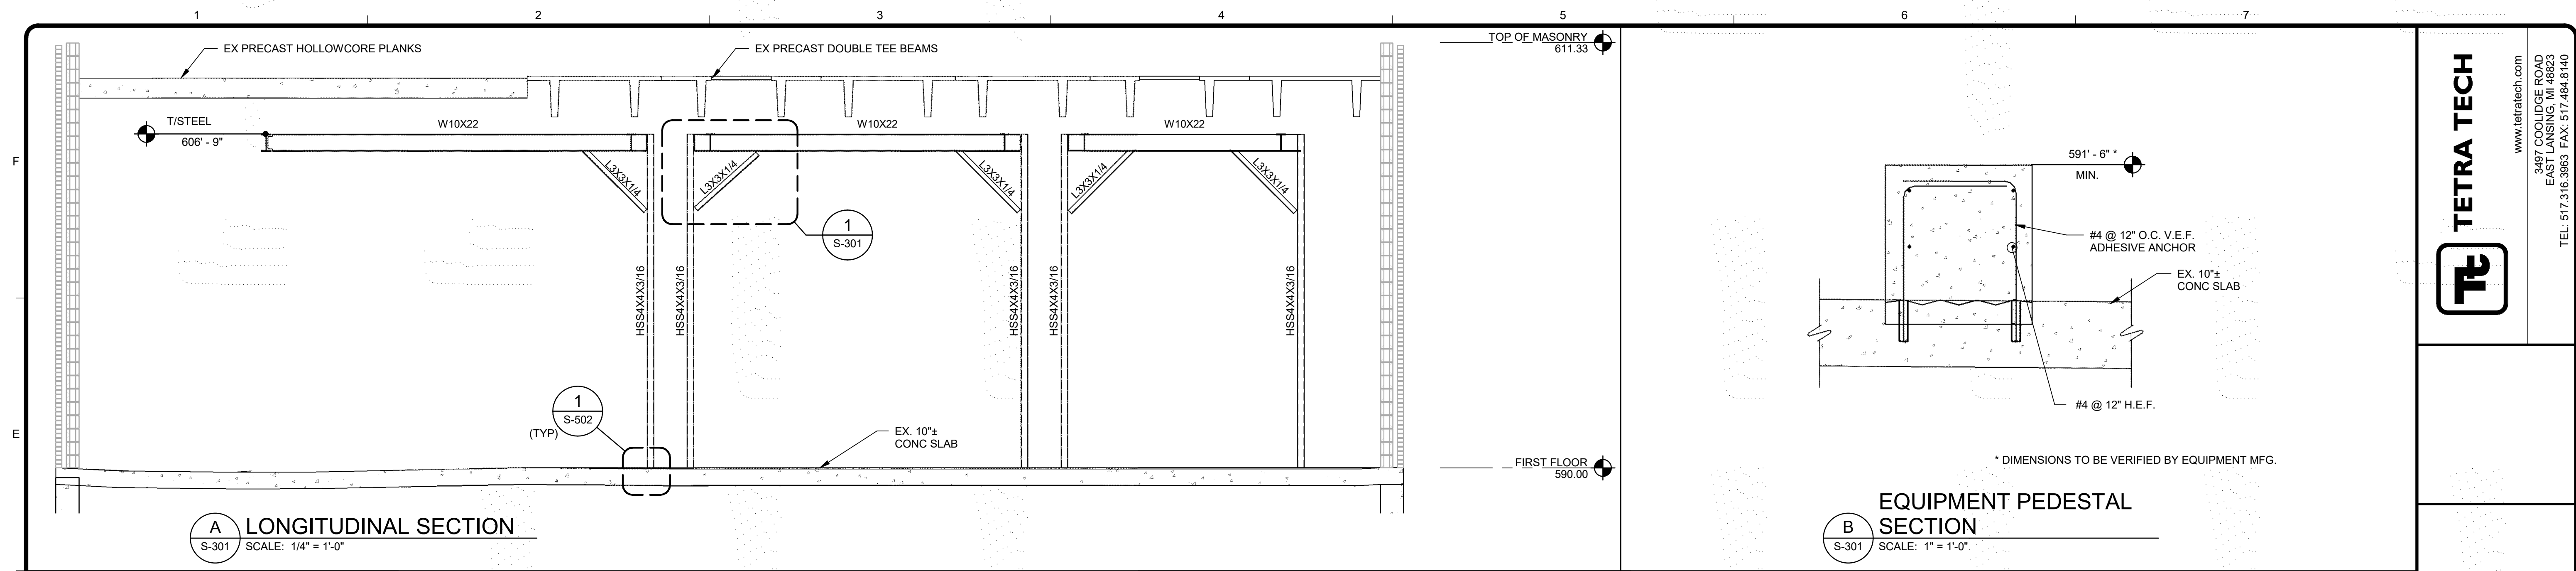 1 2 3 4 5 6 7
F
E
EX PRECAST HOLLOWCORE PLANKS
EX PRECAST DOUBLE TEE BEAMS
TOP OF MASONRY
611.33
T/STEEL
606' - 9"
W10X22
W10X22
W10X22
L3X3X1/4
L3X3X1/4
L3X3X1/4
L3X3X1/4
L3X3X1/4
1
S-301
HSS4X4X3/16
HSS4X4X3/16
HSS4X4X3/16
HSS4X4X3/16
HSS4X4X3/16
1
S-502
(TYP)
EX. 10"±
CONC SLAB
FIRST FLOOR
590.00
A
S-301
LONGITUDINAL SECTION
SCALE: 1/4" = 1'-0"
591' - 6" *
MIN.
#4 @ 12" O.C. V.E.F.
ADHESIVE ANCHOR
EX. 10"±
CONC SLAB
#4 @ 12" H.E.F.
* DIMENSIONS TO BE VERIFIED BY EQUIPMENT MFG.
B
S-301
EQUIPMENT PEDESTAL
SECTION
SCALE: 1" = 1'-0"
Tt
TETRA TECH
www.tetratech.com
3497 COOLIDGE ROAD
EAST LANSING, MI 48823
TEL: 517.316.3963 FAX: 517.484.8140